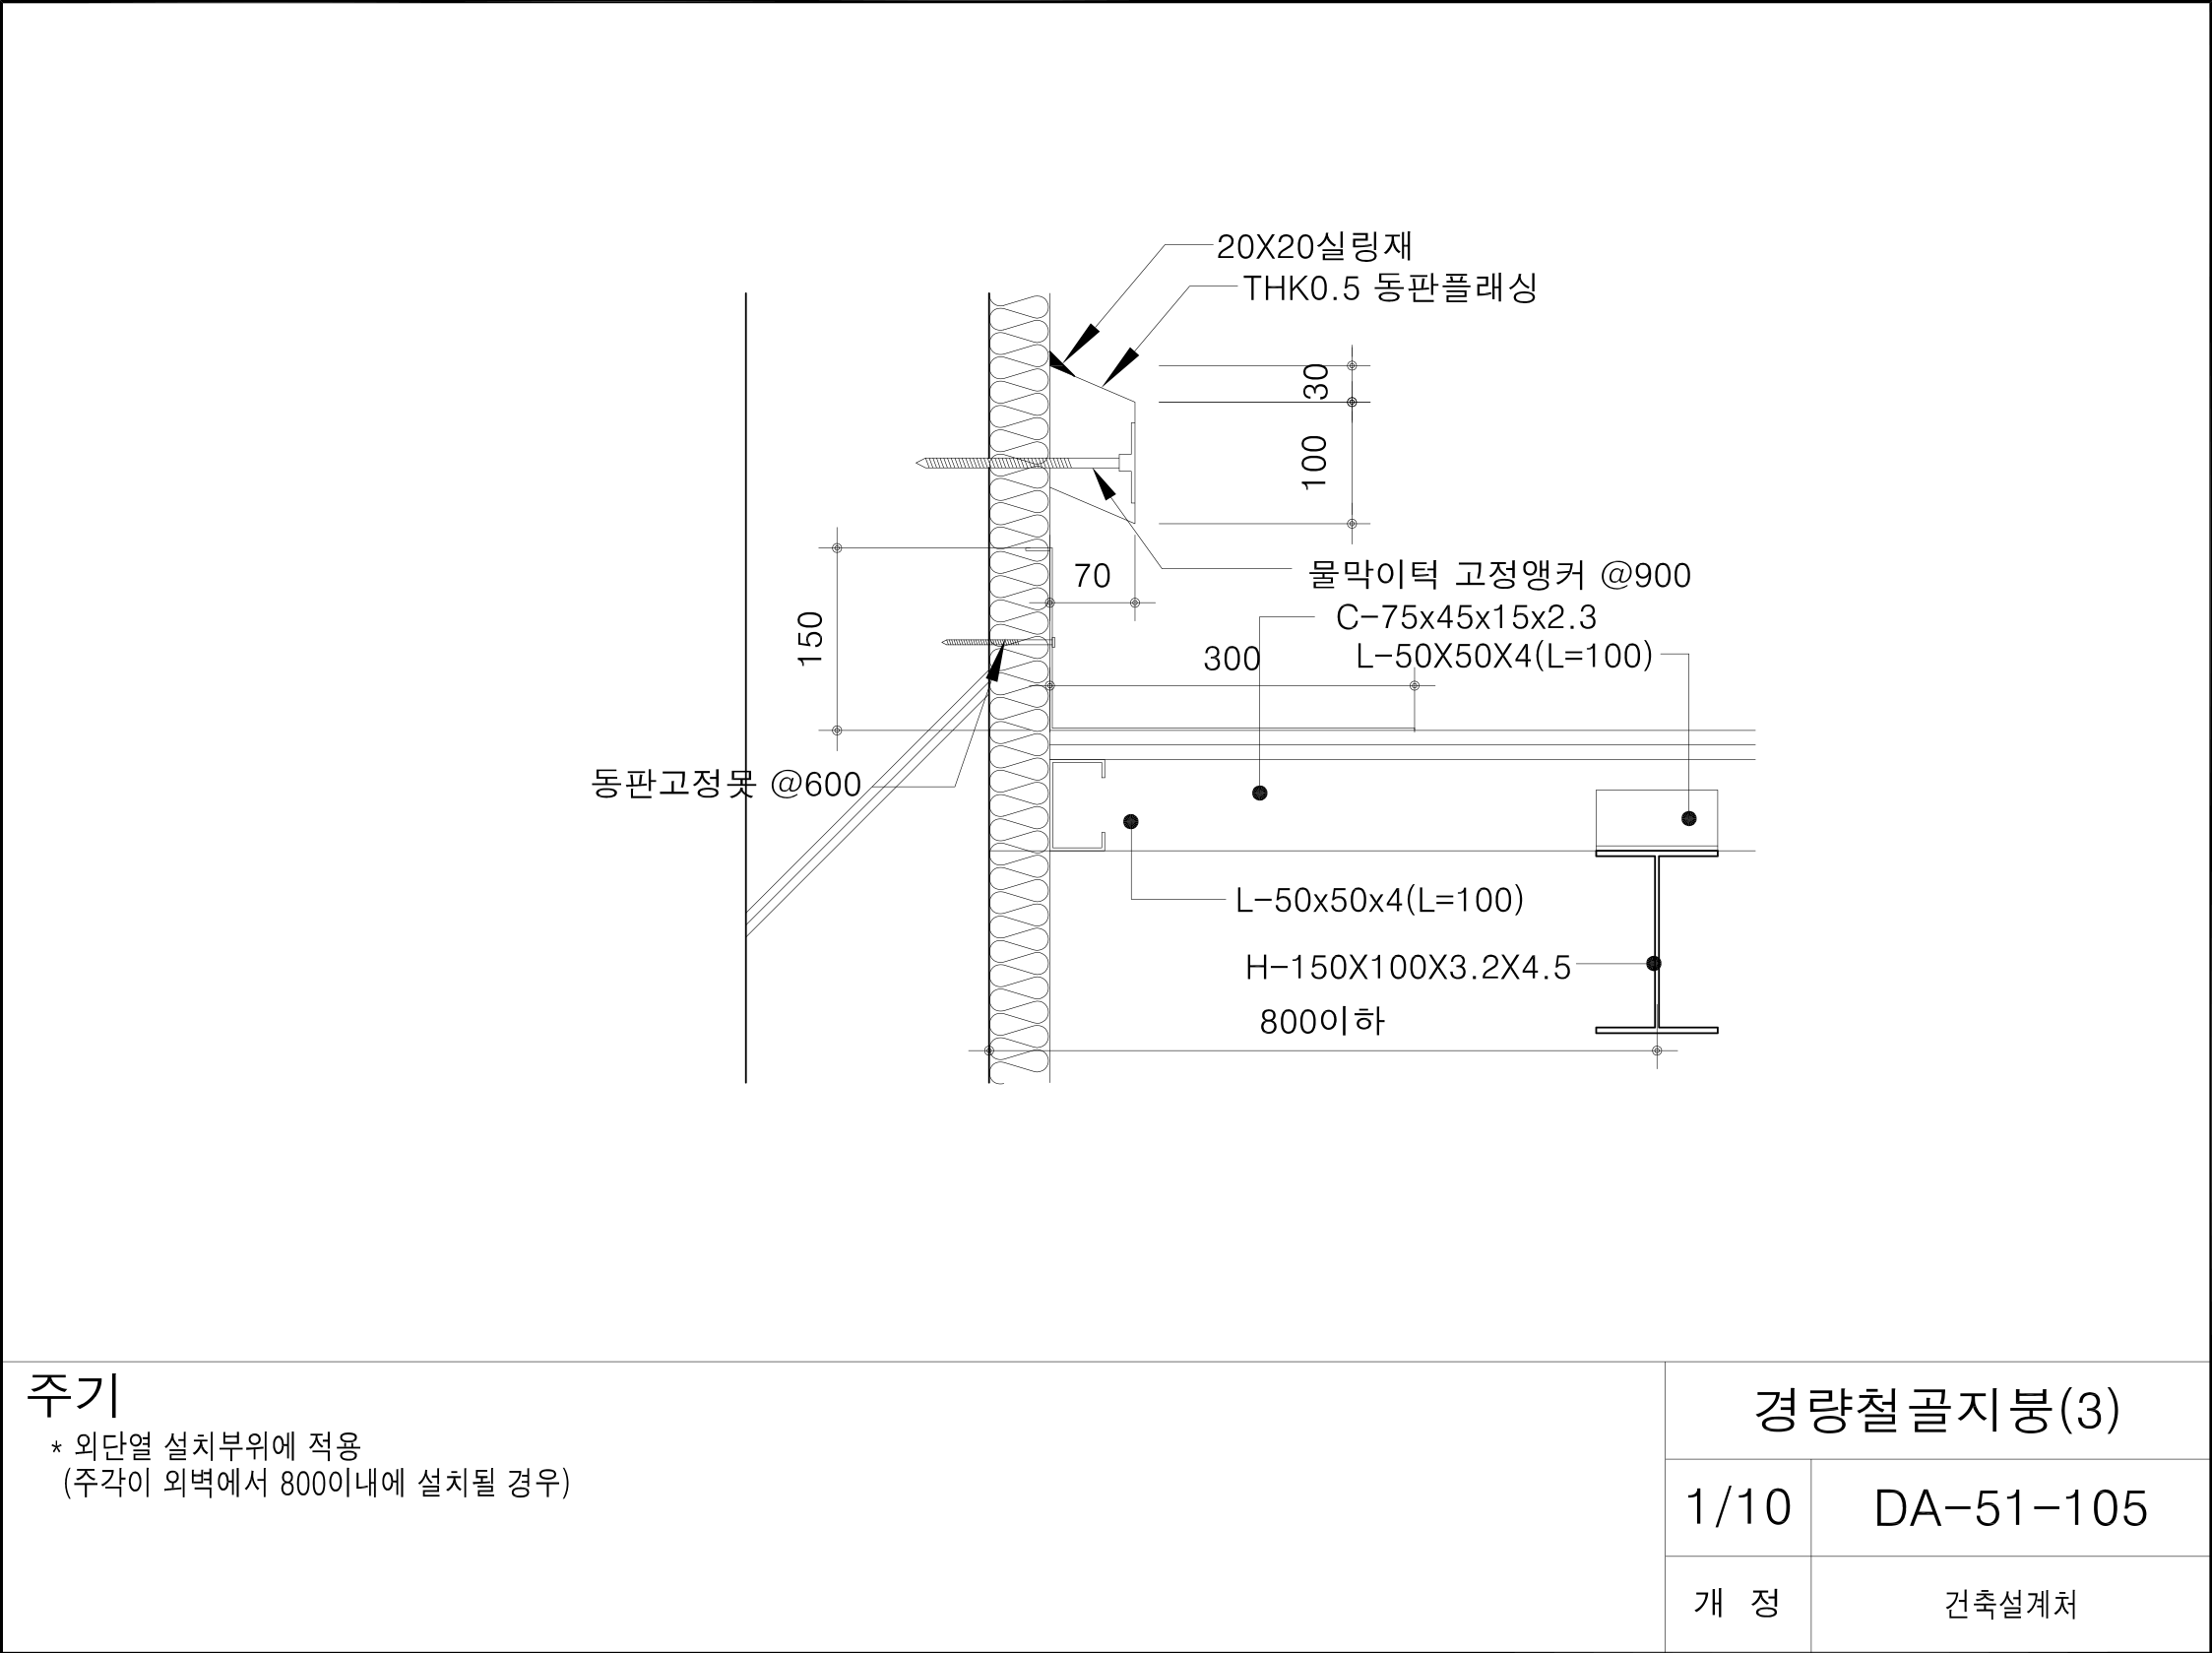 20X20실링재
THK0.5 동판플래싱
30
100
물막이턱 고정앵커 @900
70
C-75x45x15x2.3
150
300
L-50X50X4(L=100)
동판고정못 @600
L-50x50x4(L=100)
H-150X100X3.2X4.5
800이하
주기
* 외단열 설치부위에 적용
(주각이 외벽에서 800이내에 설치될 경우)
경량철골지붕(3)
1/10
DA-51-105
개 정
건축설계처